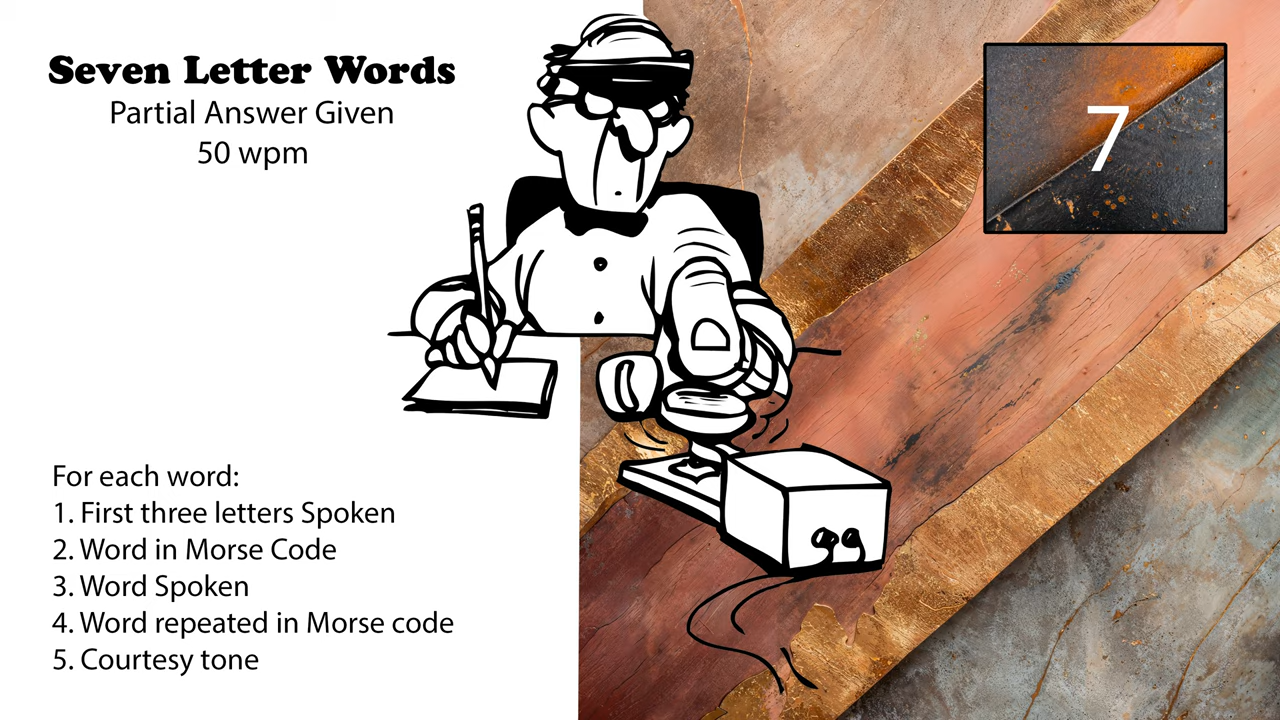 Seven Letter Words
Partial Answer Given
50 wpm
7
For each word:
1. First three letters Spoken
2. Word in Morse Code
3. Word Spoken
4. Word repeated in Morse code
5. Courtesy tone